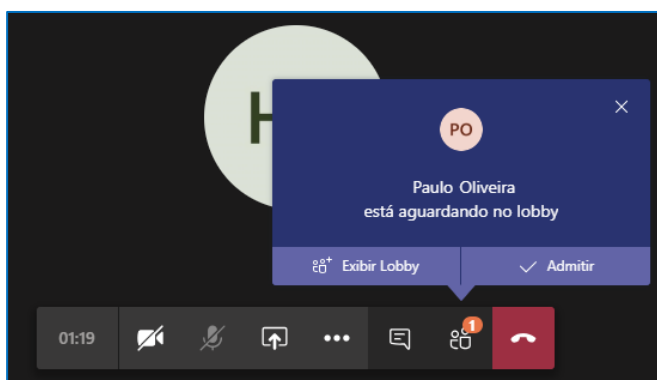 H
PO
Paulo Oliveira
está aguardando no lobby
Exibir Lobby
Admitir
01:19
1